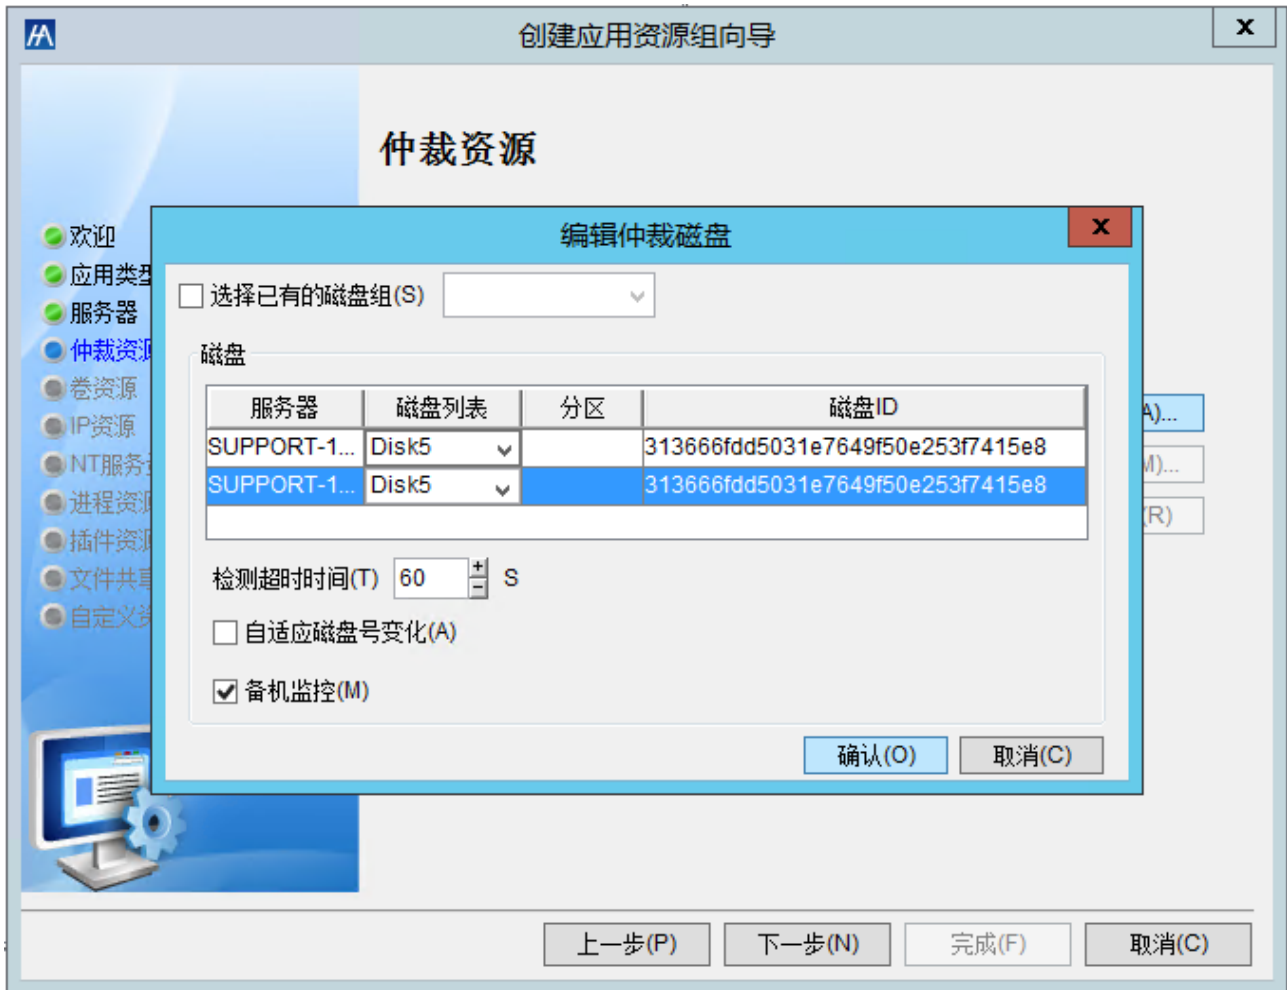 创建应用资源组向导
x
仲裁资源
欢迎
应用类型
服务器
仲裁资源
卷资源
IP资源
NT服务
进程资源
插件资源
文件共享
自定义资
编辑仲裁磁盘
x
选择已有的磁盘组(S)
磁盘
服务器 磁盘列表 分区 磁盘ID
SUPPORT-1... Disk5 313666fdd5031e7649f50e253f7415e8
SUPPORT-1... Disk5 313666fdd5031e7649f50e253f7415e8
检测超时时间(T) 60 S
自适应磁盘号变化(A)
备机监控(M)
确认(O) 取消(C)
A)...
M)...
(R)
上一步(P) 下一步(N) 完成(F) 取消(C)